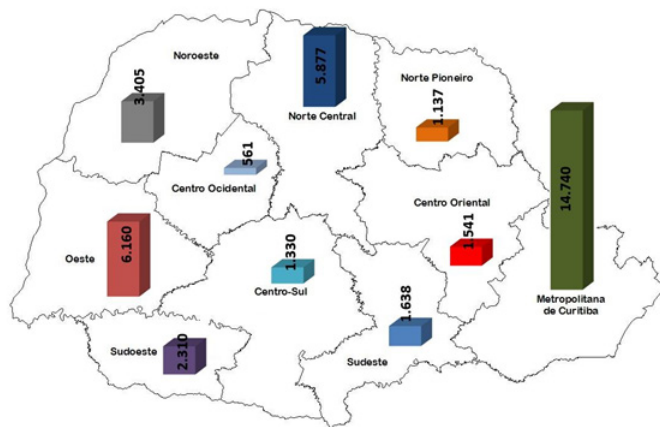 Noroeste
3.405
5.877
Norte Central
Norte Pioneiro
1.137
561
Centro Ocidental
Centro Oriental
1.541
14.740
Metropolitana
de Curitiba
Oeste
6.160
1.330
Centro-Sul
1.638
Sudeste
Sudoeste
2.310